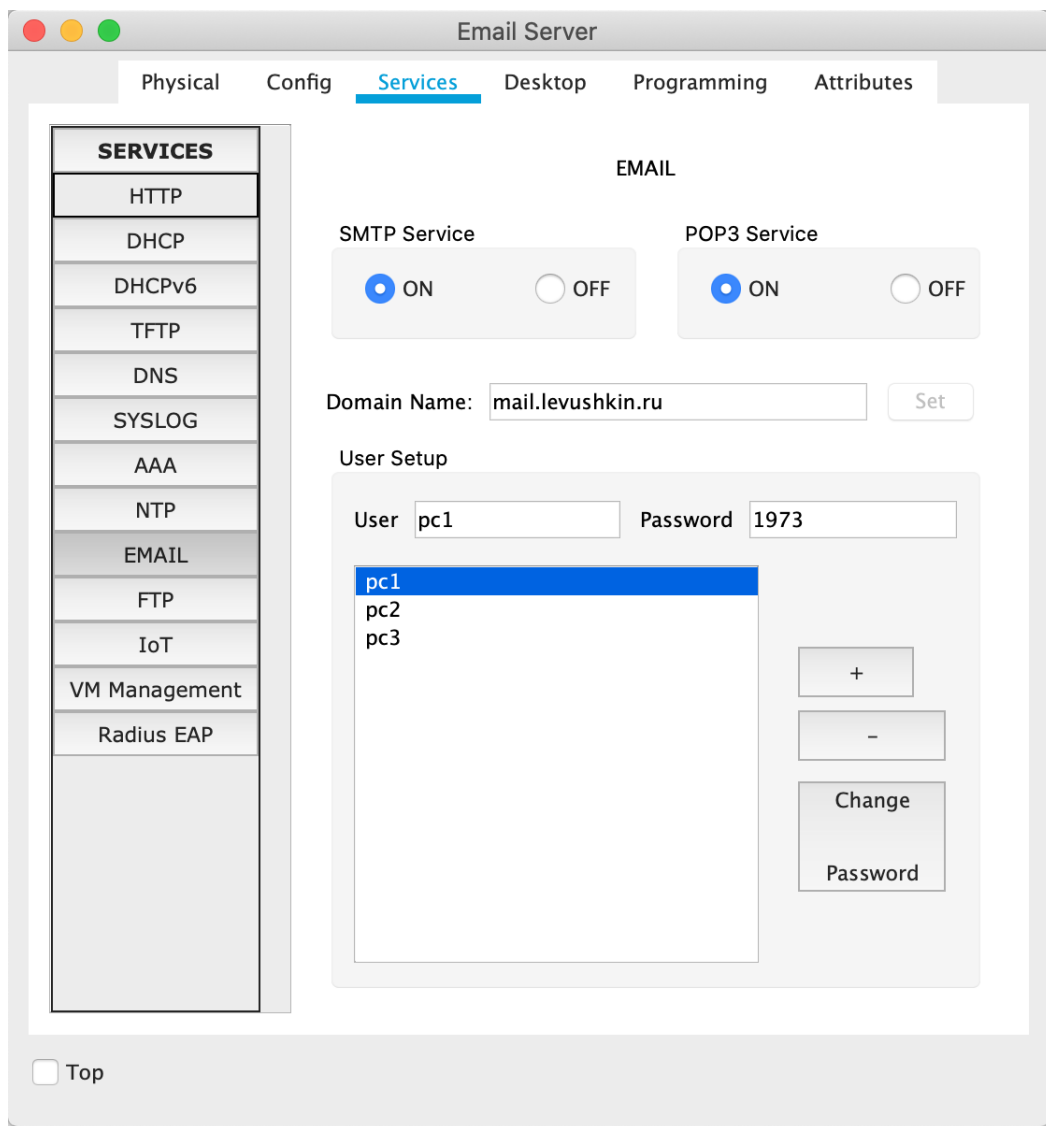 Email Server
Physical Config Services Desktop Programming Attributes
SERVICES
HTTP
DHCP
DHCPv6
TFTP
DNS
SYSLOG
AAA
NTP
EMAIL
FTP
IoT
VM Management
Radius EAP
EMAIL
SMTP Service
ON OFF
POP3 Service
ON OFF
Domain Name: mail.levushkin.ru Set
User Setup
User pc1 Password 1973
pc1
pc2
pc3
+
-
Change
Password
Top